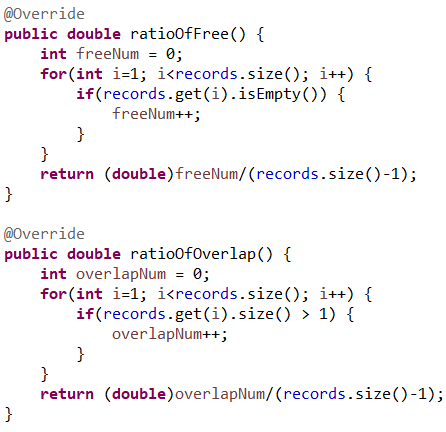 @Override
public double ratioOfFree() {
    int freeNum = 0;
    for(int i=1; i<records.size(); i++) {
        if(records.get(i).isEmpty()) {
            freeNum++;
        }
    }
    return (double)freeNum/(records.size()-1);
}

@Override
public double ratioOfOverlap() {
    int overlapNum = 0;
    for(int i=1; i<records.size(); i++) {
        if(records.get(i).size() > 1) {
            overlapNum++;
        }
    }
    return (double)overlapNum/(records.size()-1);
}